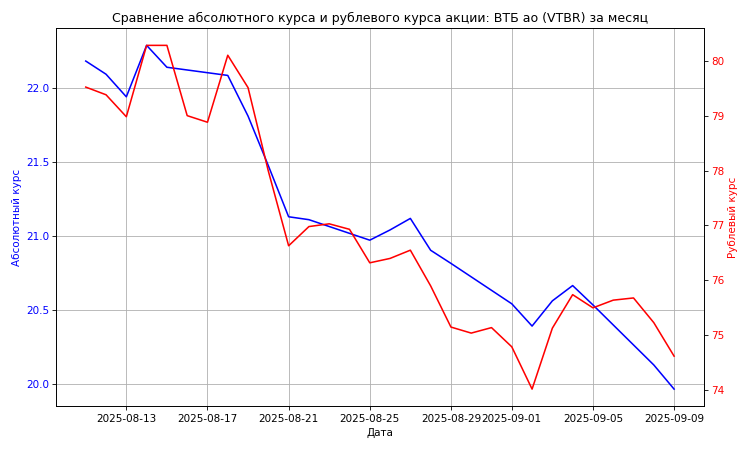 Сравнение абсолютного курса и рублевого курса акции: ВТБ ао (VTBR) за месяц
22.0
21.5
21.0
20.5
20.0
Абсолютный курс
80
79
78
77
76
75
74
Рублевый курс
2025-08-13 2025-08-17 2025-08-21 2025-08-25 2025-08-29 2025-09-01 2025-09-05 2025-09-09
Дата